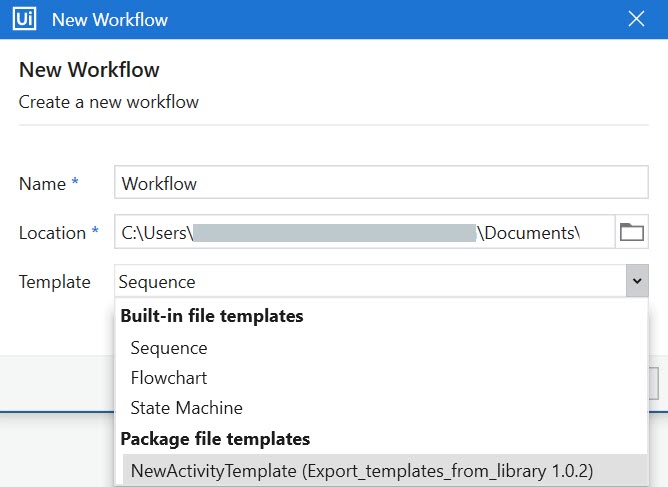 Ui New Workflow
New Workflow
Create a new workflow
Name * Workflow
Location * C:\Users\ \Documents\
Template Sequence
Built-in file templates
Sequence
Flowchart
State Machine
Package file templates
NewActivityTemplate (Export_templates_from_library 1.0.2)